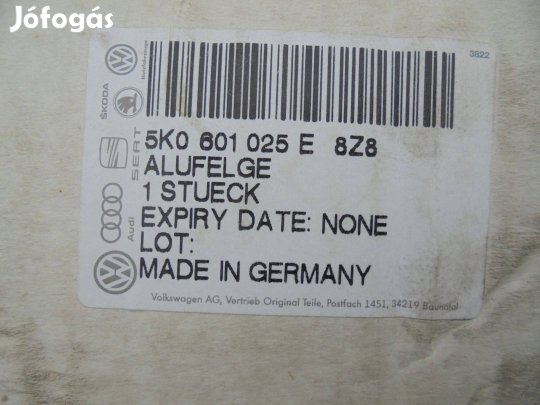 Jófogás
3822
5K0 601 025 E 8Z8
ALUFELGE
1 STUECK
EXPIRY DATE: NONE
LOT:
MADE IN GERMANY
Volkswagen AG, Vertrieb Original Teile, Postfach 1451, 34219 Baunatal
ŠKODA
SEAT
Audi